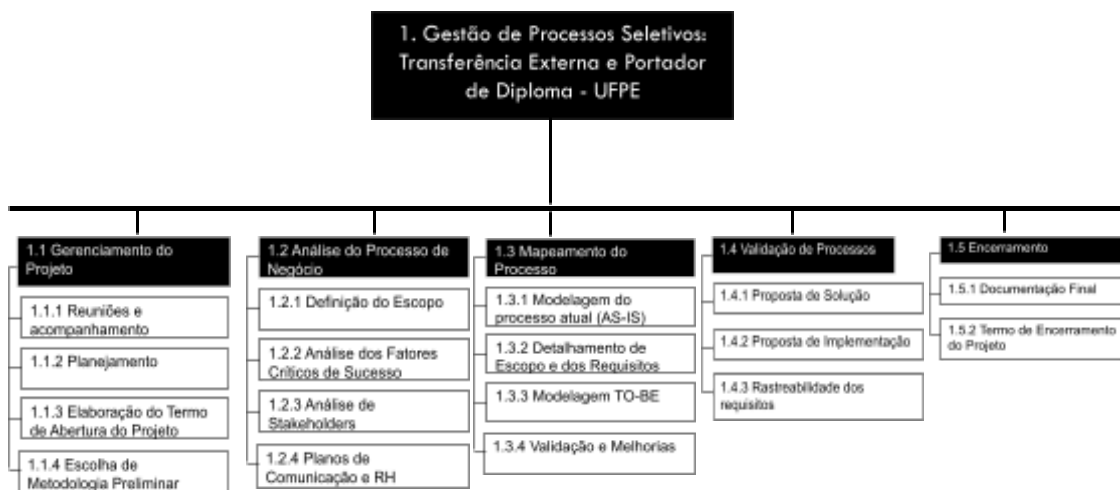 1. Gestão de Processos Seletivos:
Transferência Externa e Portador
de Diploma - UFPE
1.1 Gerenciamento do
Projeto
1.1.1 Reuniões e
acompanhamento
1.1.2 Planejamento
1.1.3 Elaboração do Termo
de Abertura do Projeto
1.1.4 Escolha de
Metodologia Preliminar
1.2 Análise do Processo de
Negócio
1.2.1 Definição do Escopo
1.2.2 Análise dos Fatores
Críticos de Sucesso
1.2.3 Análise de
Stakeholders
1.2.4 Planos de
Comunicação e RH
1.3 Mapeamento do
Processo
1.3.1 Modelagem do
processo atual (AS-IS)
1.3.2 Detalhamento de
Escopo e dos Requisitos
1.3.3 Modelagem TO-BE
1.3.4 Validação e Melhorias
1.4 Validação de Processos
1.4.1 Proposta de Solução
1.4.2 Proposta de Implementação
1.4.3 Rastreabilidade dos
requisitos
1.5 Encerramento
1.5.1 Documentação Final
1.5.2 Termo de Encerramento
do Projeto